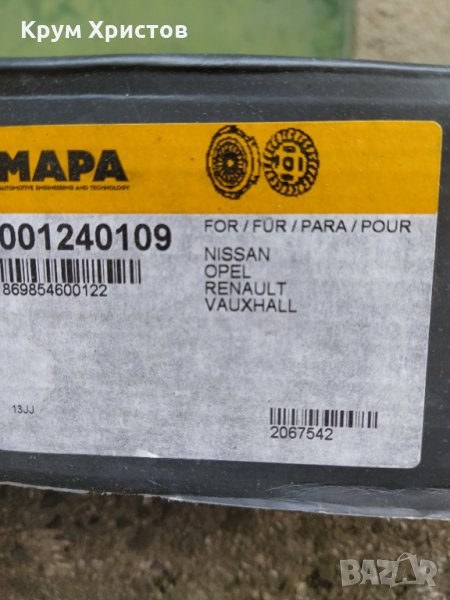 Крум Христов
MAPA
AUTOMOTIVE ENGINEERING AND TECHNOLOGY
001240109
869854600122
FOR / FÜR / PARA / POUR
NISSAN
OPEL
RENAULT
VAUXHALL
13JJ
2067542
BAZAR